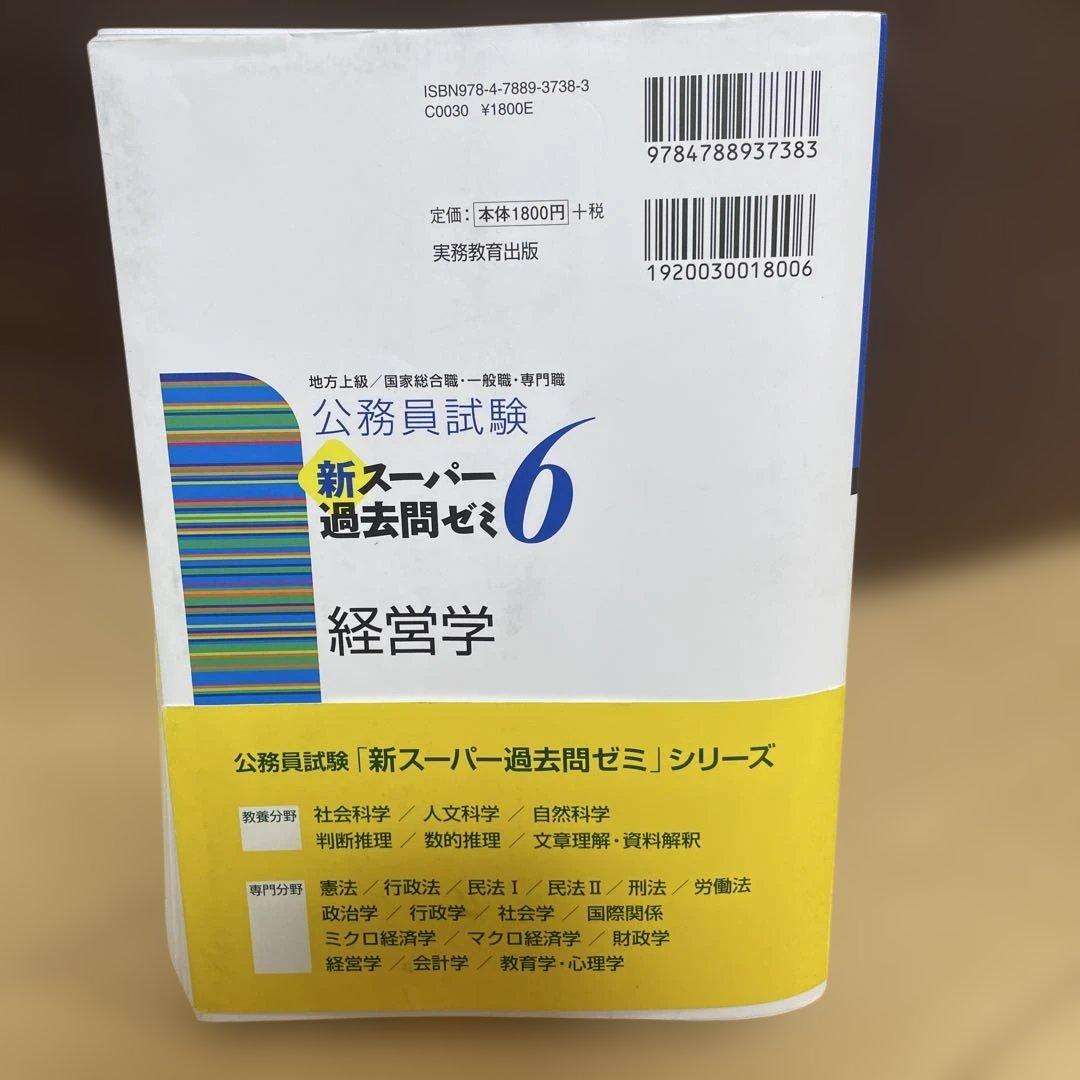 ISBN978-4-7889-3738-3
C0030 ¥1800E
9784788937383
定価：本体1800円＋税
実務教育出版
1920030018006
地方上級／国家総合職・一般職・専門職
公務員試験
新スーパー
過去問ゼミ6
経営学
公務員試験「新スーパー過去問ゼミ」シリーズ
教養分野
社会科学／人文科学／自然科学
判断推理／数的推理／文章理解・資料解釈
専門分野
憲法／行政法／民法Ⅰ／民法Ⅱ／刑法／労働法
政治学／行政学／社会学／国際関係
ミクロ経済学／マクロ経済学／財政学
経営学／会計学／教育学・心理学